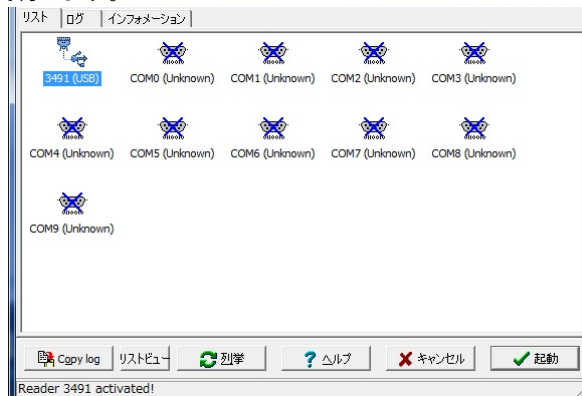 リスト ログ インフォメーション
3491 (USB) COM0 (Unknown) COM1 (Unknown) COM2 (Unknown) COM3 (Unknown)
COM4 (Unknown) COM5 (Unknown) COM6 (Unknown) COM7 (Unknown) COM8 (Unknown)
COM9 (Unknown)
Copy log リストビュー 列挙 ヘルプ キャンセル 起動
Reader 3491 activated!